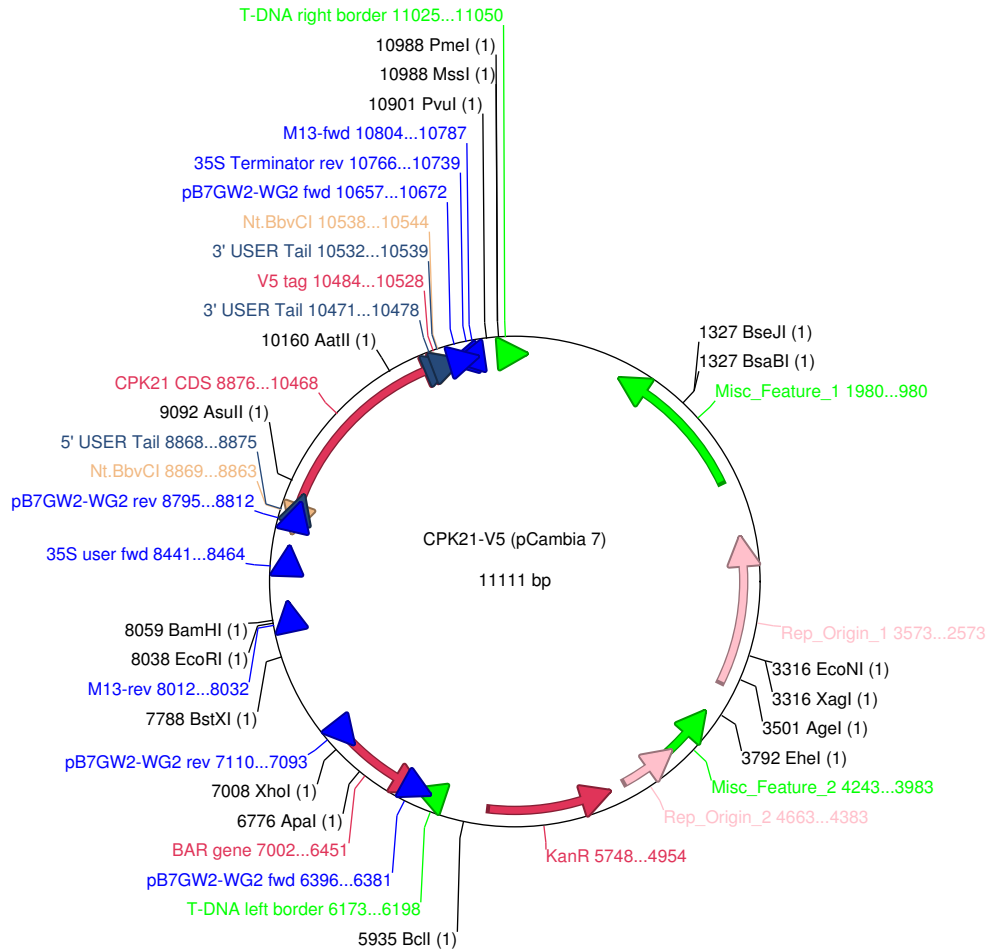 T-DNA right border 11025...11050
10988 PmeI (1)
10988 MssI (1)
10901 PvuI (1)
M13-fwd 10804...10787
35S Terminator rev 10766...10739
pB7GW2-WG2 fwd 10657...10672
Nt.BbvCI 10538...10544
3' USER Tail 10532...10539
V5 tag 10484...10528
3' USER Tail 10471...10478
10160 AatII (1)
CPK21 CDS 8876...10468
9092 AsuII (1)
5' USER Tail 8868...8875
Nt.BbvCI 8869...8863
pB7GW2-WG2 rev 8795...8812
35S user fwd 8441...8464
8059 BamHI (1)
8038 EcoRI (1)
M13-rev 8012...8032
7788 BstXI (1)
pB7GW2-WG2 rev 7110...7093
7008 XhoI (1)
6776 ApaI (1)
BAR gene 7002...6451
pB7GW2-WG2 fwd 6396...6381
T-DNA left border 6173...6198
5935 BclI (1)
CPK21-V5 (pCambia 7)
11111 bp
1327 BseJI (1)
1327 BsaBI (1)
Misc_Feature_1 1980...980
Rep_Origin_1 3573...2573
3316 EcoNI (1)
3316 XagI (1)
3501 AgeI (1)
3792 EheI (1)
Misc_Feature_2 4243...3983
Rep_Origin_2 4663...4383
KanR 5748...4954